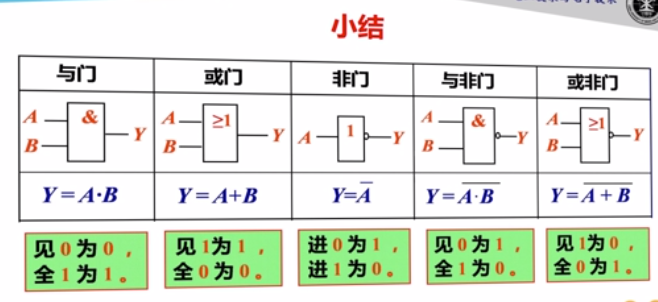 小结
与门 或门 非门 与非门 或非门
A & Y A ≥1 Y A 1 Y A & Y A ≥1 Y
B B B B
Y=A·B Y=A+B Y=A̅ Y=\overline{A·B} Y=\overline{A+B}
见0为0，
全1为1。
见1为1，
全0为0。
进0为1，
进1为0。
见0为1，
全1为0。
见1为0，
全0为1。